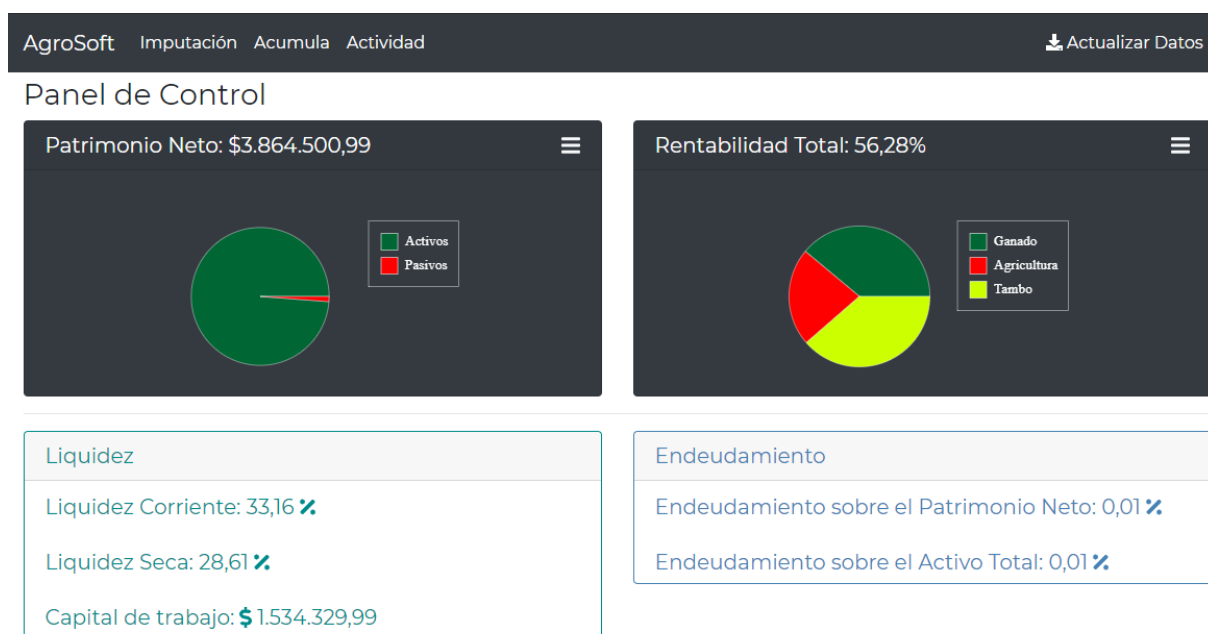 AgroSoft Imputación Acumula Actividad Actualizar Datos
Panel de Control
Patrimonio Neto: $3.864.500,99
Activos
Pasivos
Rentabilidad Total: 56,28%
Ganado
Agricultura
Tambo
Liquidez
Liquidez Corriente: 33,16 %
Liquidez Seca: 28,61 %
Capital de trabajo: $ 1.534.329,99
Endeudamiento
Endeudamiento sobre el Patrimonio Neto: 0,01 %
Endeudamiento sobre el Activo Total: 0,01 %